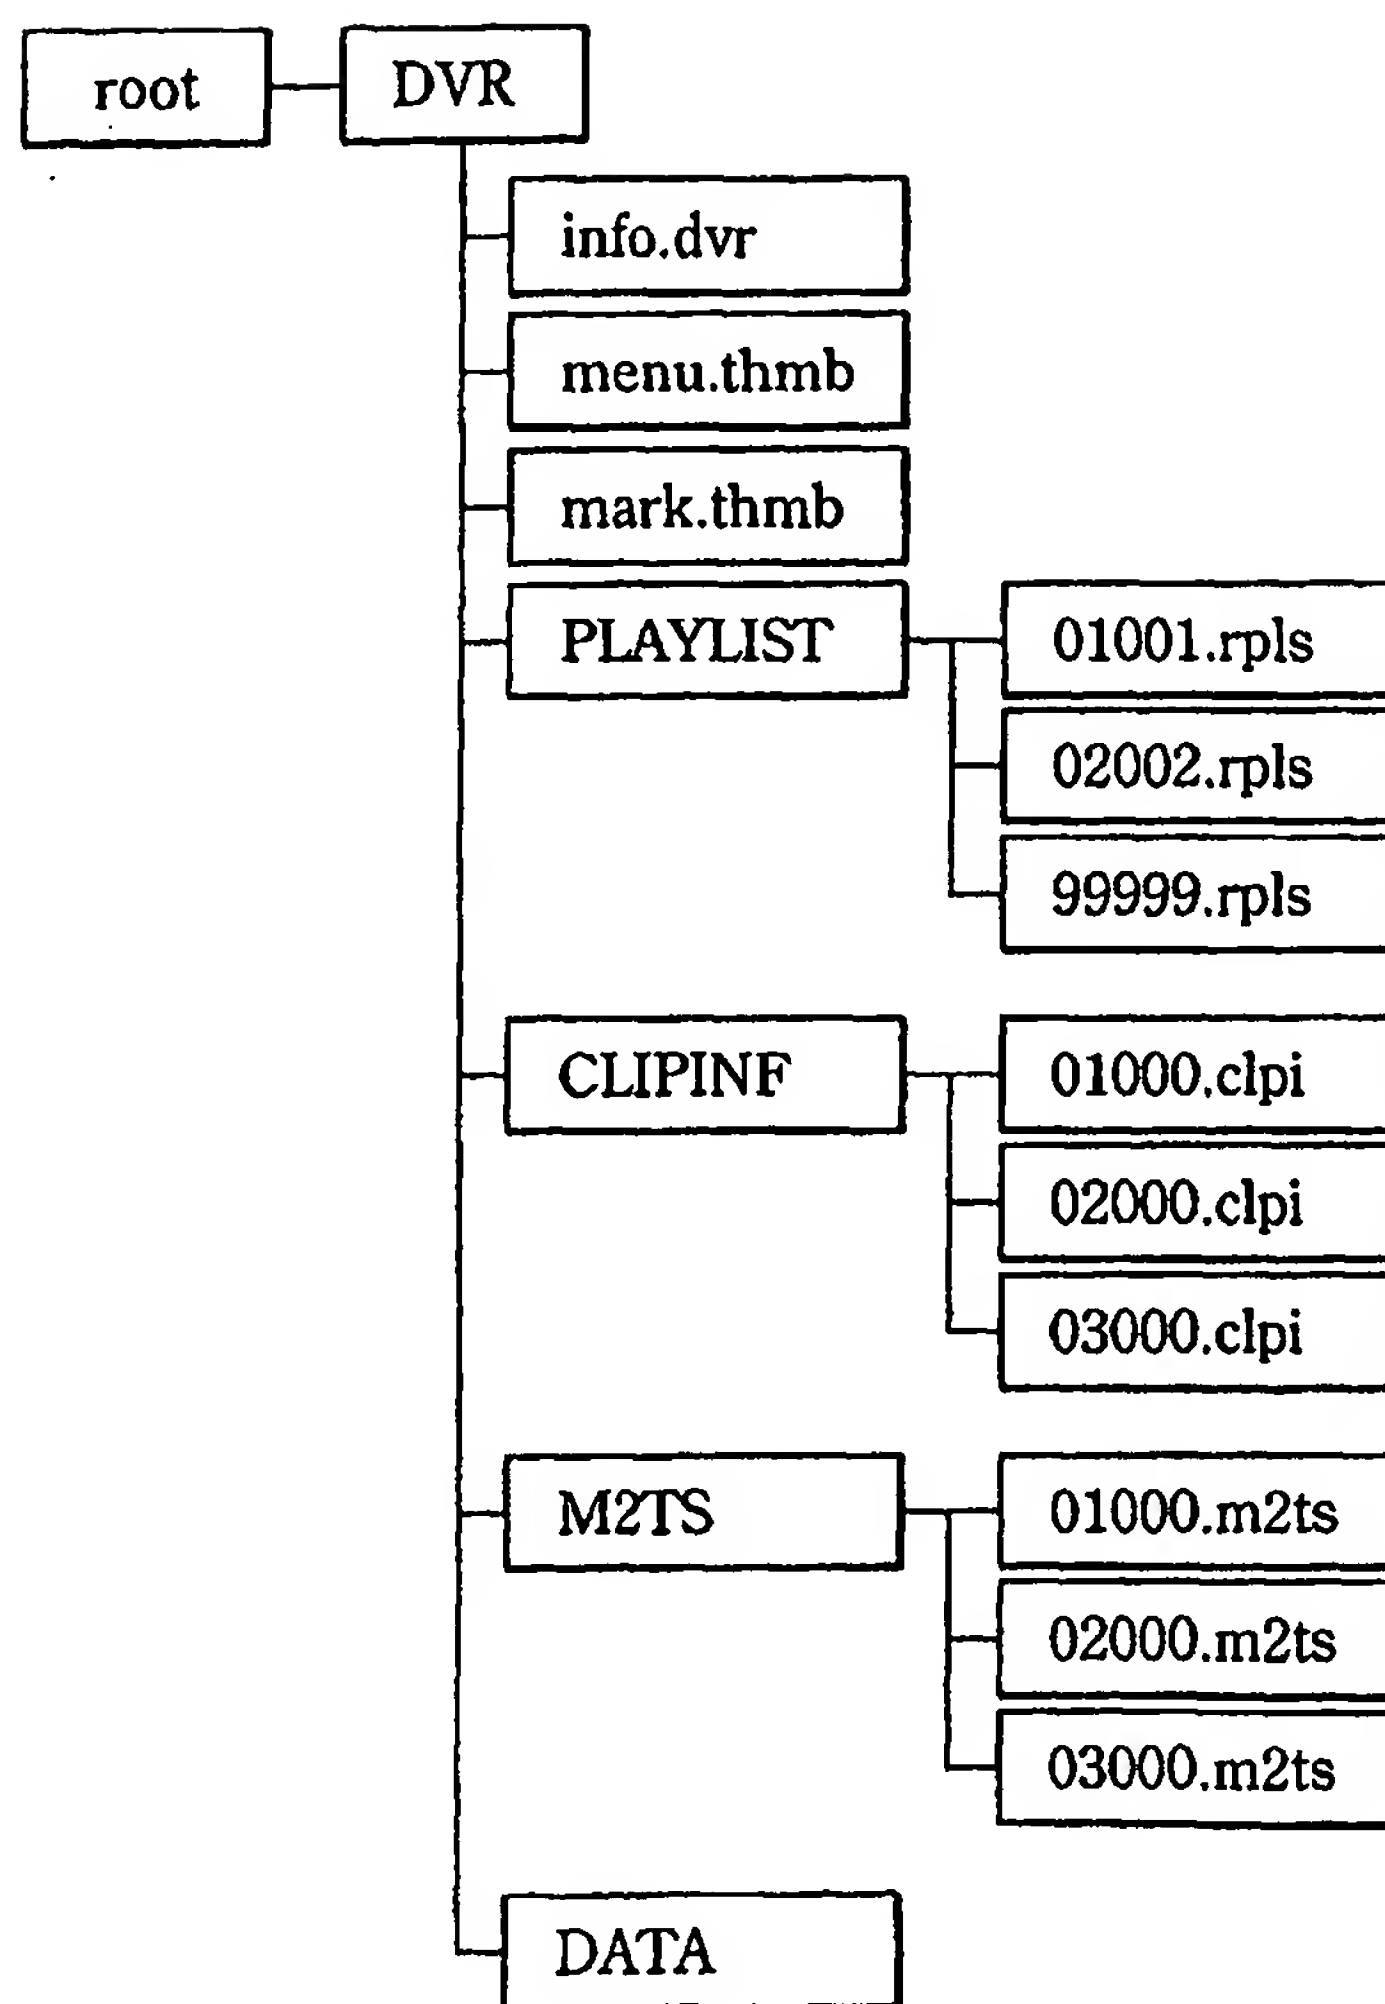 root DVR
info.dvr
menu.thmb
mark.thmb
PLAYLIST 01001.rpls
02002.rpls
99999.rpls
CLIPINF 01000.clpi
02000.clpi
03000.clpi
M2TS 01000.m2ts
02000.m2ts
03000.m2ts
DATA